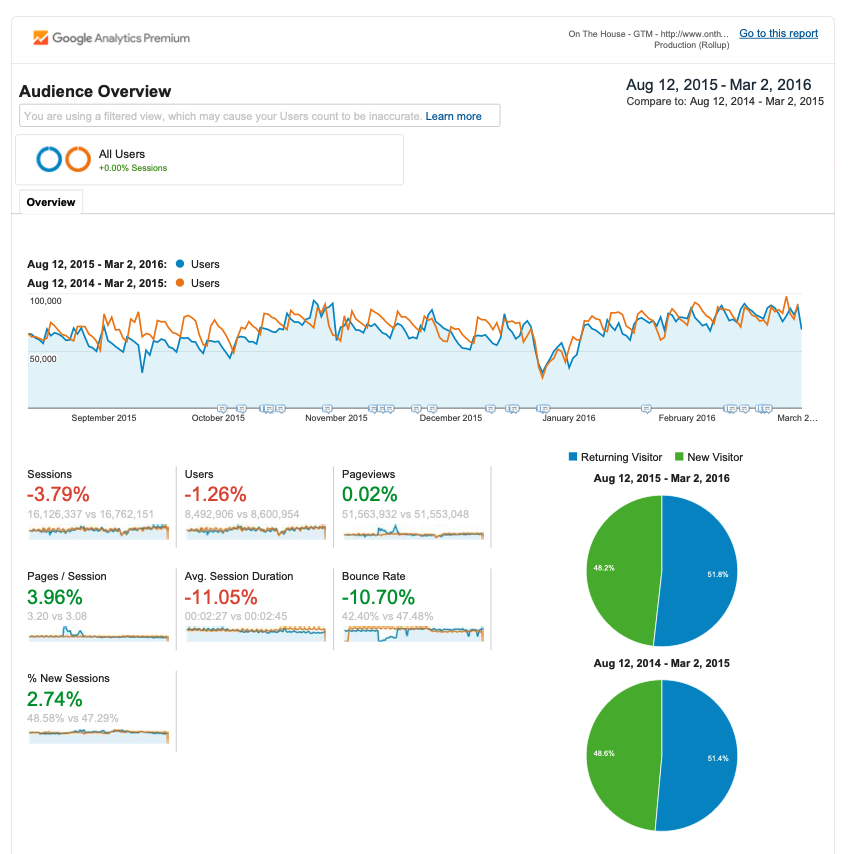 Google Analytics Premium
On The House - GTM - http://www.onth...
Production (Rollup)
Go to this report
Audience Overview
Aug 12, 2015 - Mar 2, 2016
Compare to: Aug 12, 2014 - Mar 2, 2015
You are using a filtered view, which may cause your Users count to be inaccurate. Learn more
All Users
+0.00% Sessions
Overview
Aug 12, 2015 - Mar 2, 2016: Users
Aug 12, 2014 - Mar 2, 2015: Users
100,000
50,000
September 2015 October 2015 November 2015 December 2015 January 2016 February 2016 March 2...
Sessions
-3.79%
16,126,337 vs 16,762,151
Users
-1.26%
8,492,906 vs 8,600,954
Pageviews
0.02%
51,563,932 vs 51,553,048
Pages / Session
3.96%
3.20 vs 3.08
Avg. Session Duration
-11.05%
00:02:27 vs 00:02:45
Bounce Rate
-10.70%
42.40% vs 47.48%
% New Sessions
2.74%
48.58% vs 47.29%
Returning Visitor New Visitor
Aug 12, 2015 - Mar 2, 2016
48.2% 51.8%
Aug 12, 2014 - Mar 2, 2015
48.6% 51.4%